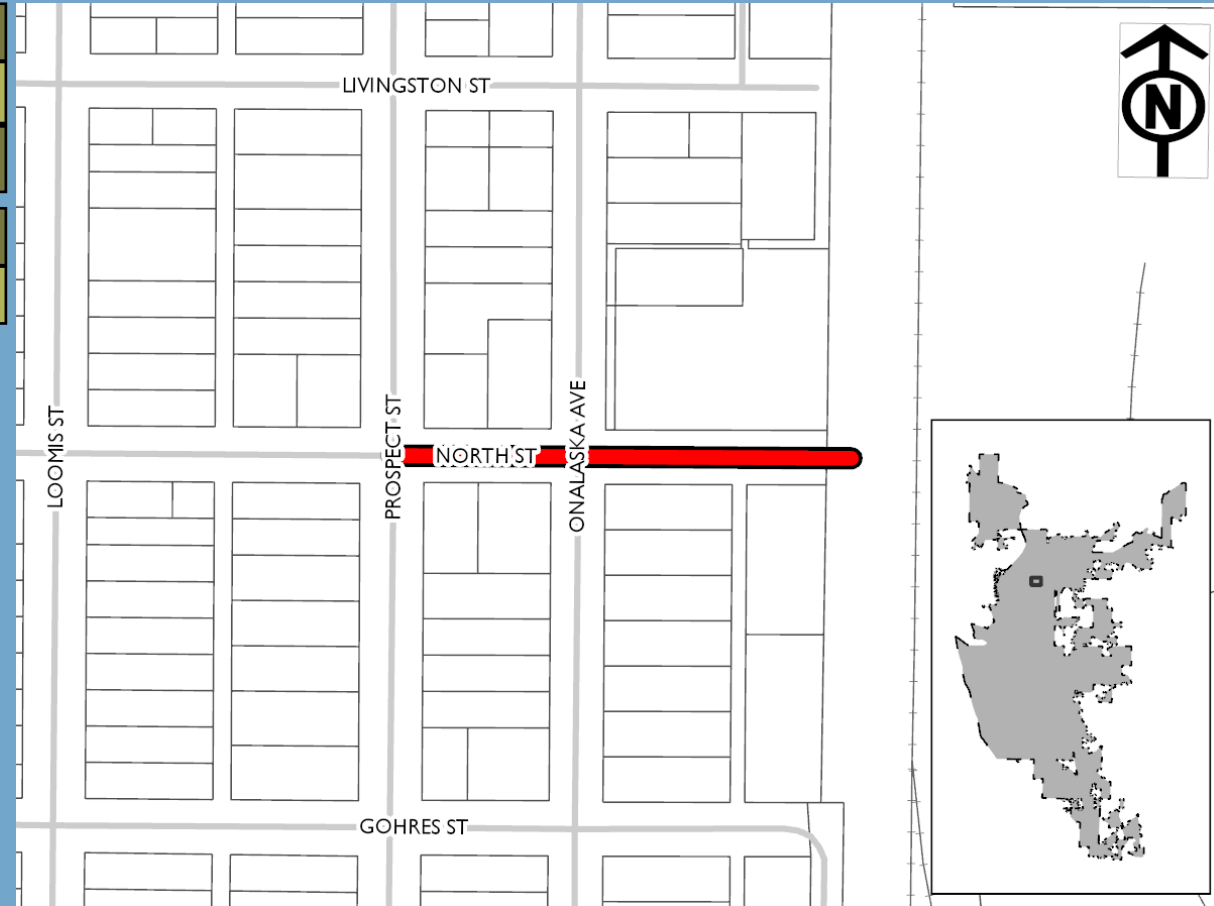 LIVINGSTON ST
N
LOOMIS ST
PROSPECT ST
NORTH ST
ONALASKA AVE
GOHRES ST